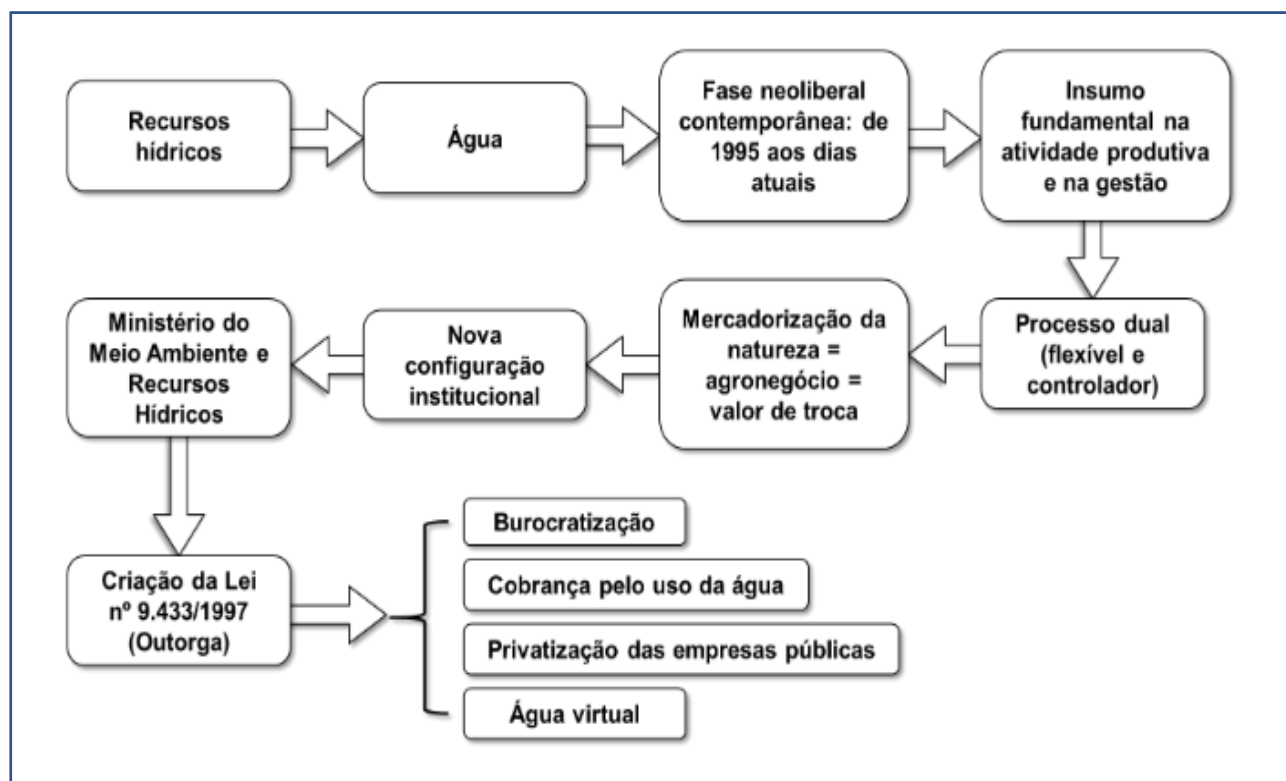 Recursos
hídricos
Água
Fase neoliberal
contemporânea: de
1995 aos dias
atuais
Insumo
fundamental na
atividade produtiva
e na gestão
Processo dual
(flexível e
controlador)
Mercadorização da
natureza =
agronegócio =
valor de troca
Nova
configuração
institucional
Ministério do
Meio Ambiente e
Recursos
Hídricos
Criação da Lei
nº 9.433/1997
(Outorga)
Burocratização
Cobrança pelo uso da água
Privatização das empresas públicas
Água virtual